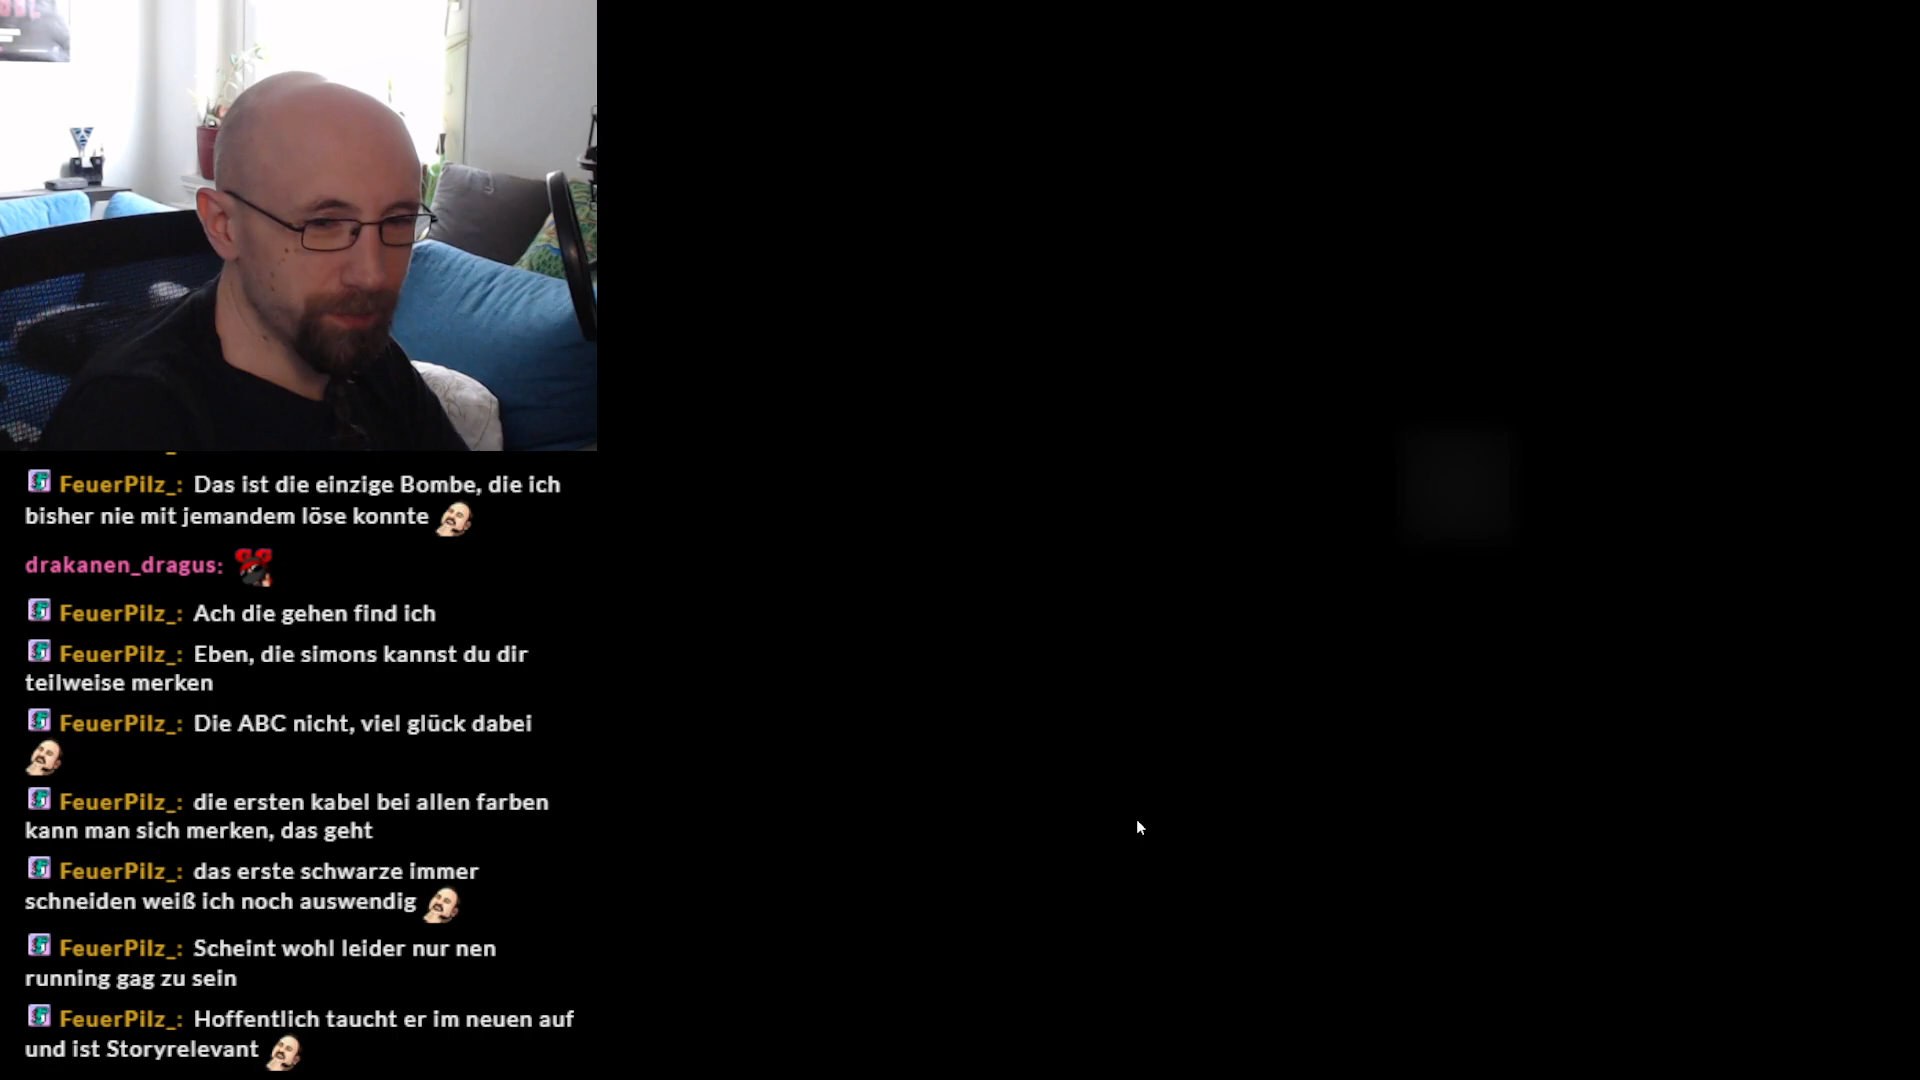 FeuerPilz_: Das ist die einzige Bombe, die ich
bisher nie mit jemandem löse konnte
drakanen_dragus:
FeuerPilz_: Ach die gehen find ich
FeuerPilz_: Eben, die simons kannst du dir
teilweise merken
FeuerPilz_: Die ABC nicht, viel glück dabei
FeuerPilz_: die ersten kabel bei allen farben
kann man sich merken, das geht
FeuerPilz_: das erste schwarze immer
schneiden weiß ich noch auswendig
FeuerPilz_: Scheint wohl leider nur nen
running gag zu sein
FeuerPilz_: Hoffentlich taucht er im neuen auf
und ist Storyrelevant